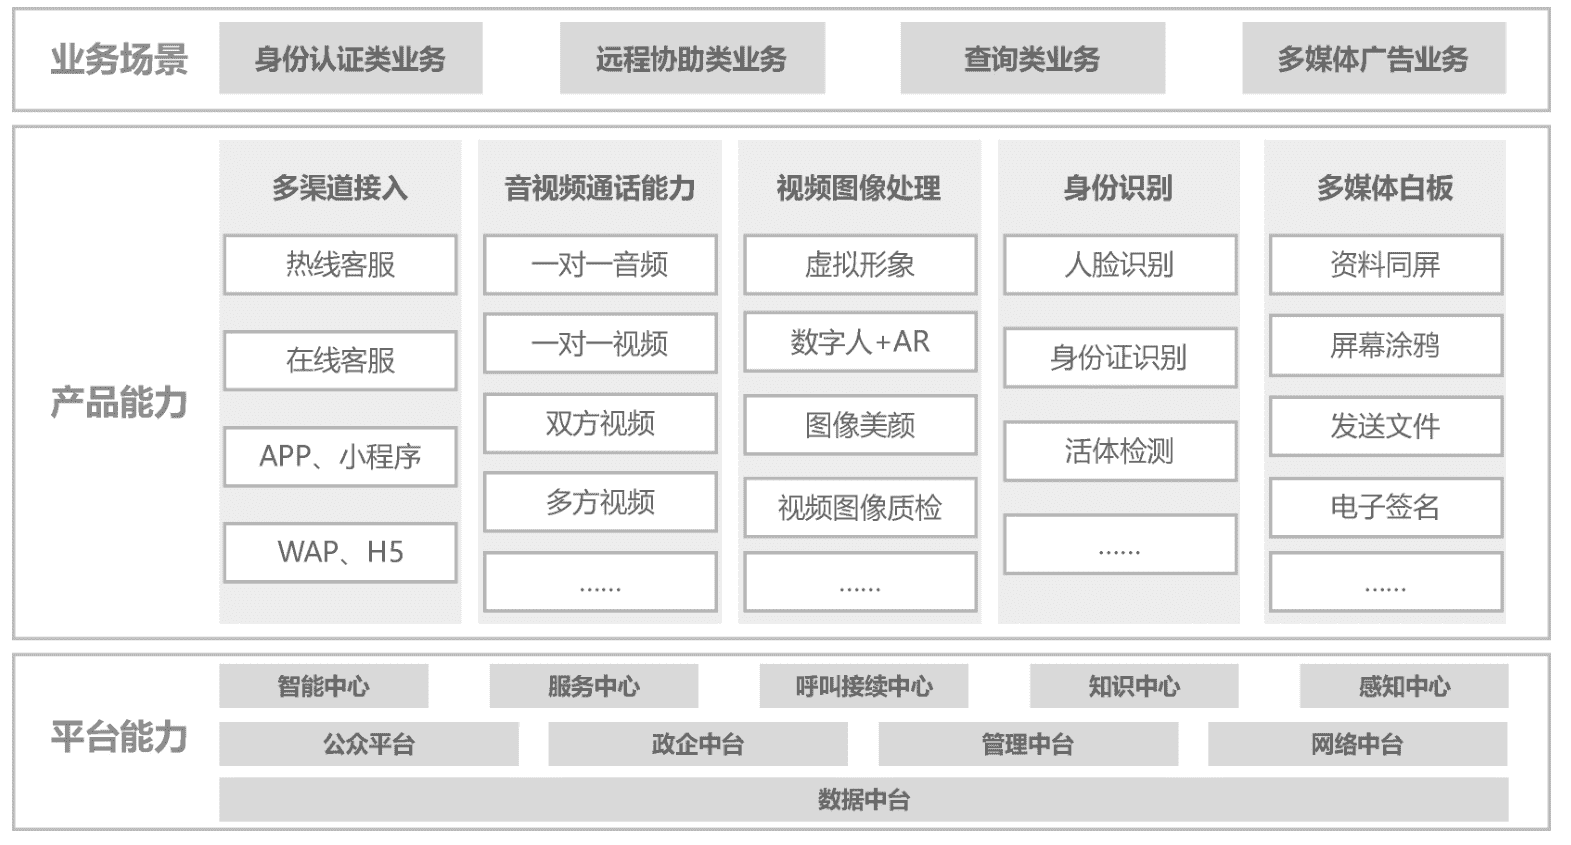 业务场景
身份认证类业务
远程协助类业务
查询类业务
多媒体广告业务
产品能力
多渠道接入
热线客服
在线客服
APP、小程序
WAP、H5
音视频通话能力
一对一音频
一对一视频
双方视频
多方视频
......
视频图像处理
虚拟形象
数字人+AR
图像美颜
视频图像质检
......
身份识别
人脸识别
身份证识别
活体检测
......
多媒体白板
资料同屏
屏幕涂鸦
发送文件
电子签名
......
平台能力
智能中心
服务中心
呼叫接续中心
知识中心
感知中心
公众平台
政企中台
管理中台
网络中台
数据中台